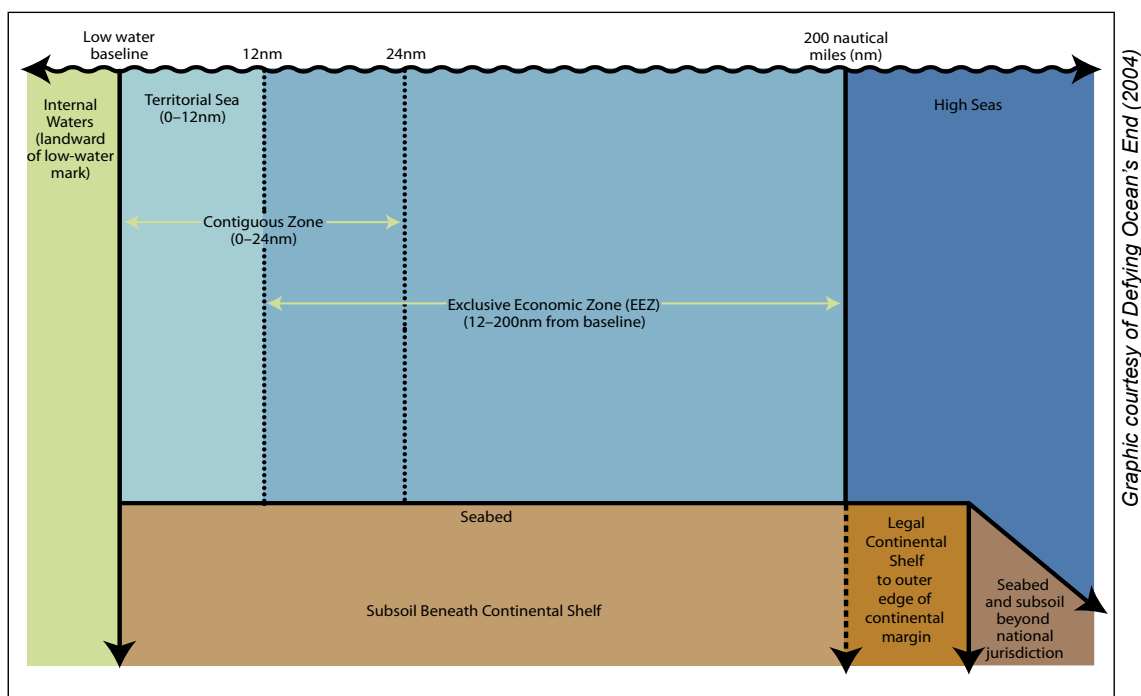 Low water
baseline
12nm
24nm
200 nautical
miles (nm)
Internal
Waters
(landward
of low-water
mark)
Territorial Sea
(0–12nm)
High Seas
Contiguous Zone
(0–24nm)
Exclusive Economic Zone (EEZ)
(12–200nm from baseline)
Seabed
Subsoil Beneath Continental Shelf
Legal
Continental
Shelf
to outer
edge of
continental
margin
Seabed
and subsoil
beyond
national
jurisdiction
Graphic courtesy of Defying Ocean's End (2004)